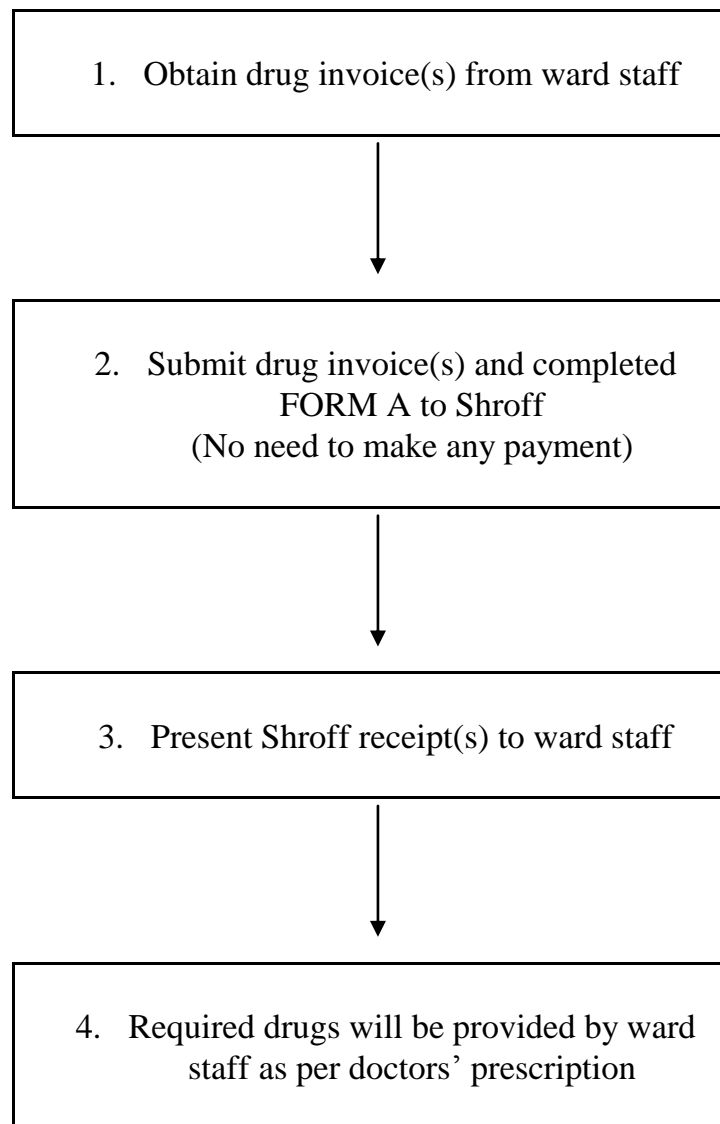 1. Obtain drug invoice(s) from ward staff
2. Submit drug invoice(s) and completed
FORM A to Shroff
(No need to make any payment)
3. Present Shroff receipt(s) to ward staff
4. Required drugs will be provided by ward
staff as per doctors’ prescription